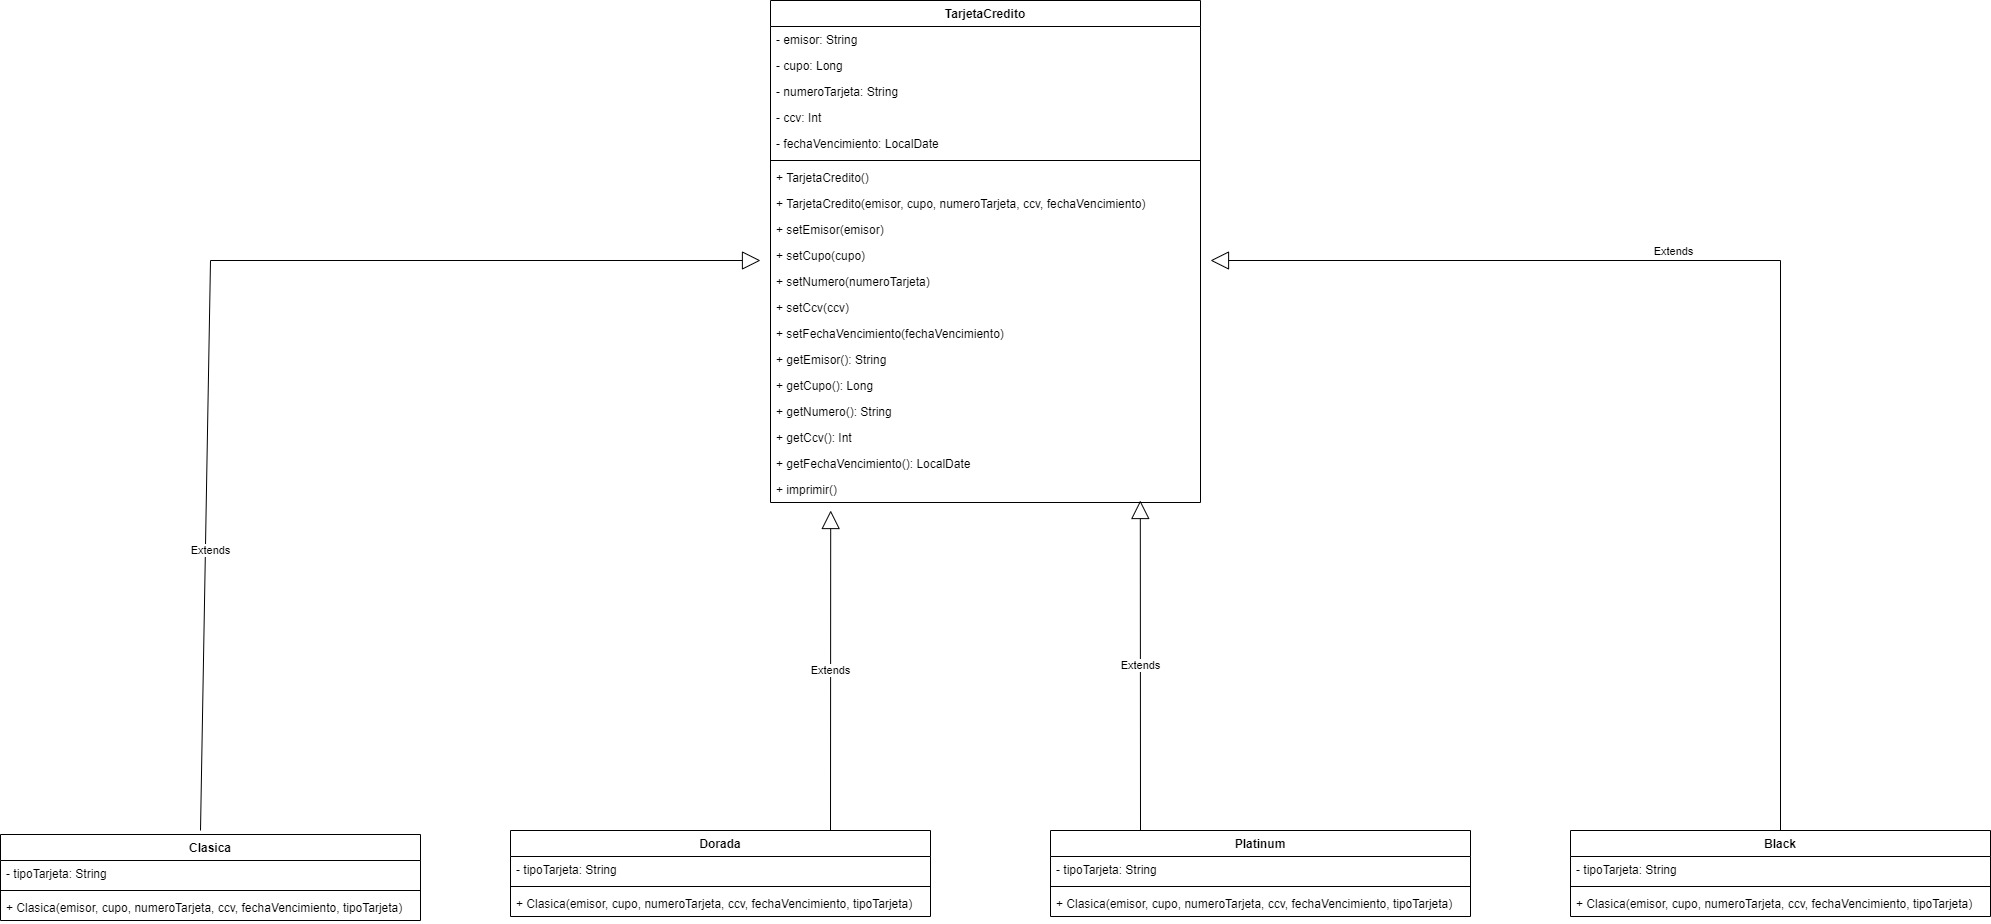 TarjetaCredito
- emisor: String
- cupo: Long
- numeroTarjeta: String
- ccv: Int
- fechaVencimiento: LocalDate
+ TarjetaCredito()
+ TarjetaCredito(emisor, cupo, numeroTarjeta, ccv, fechaVencimiento)
+ setEmisor(emisor)
+ setCupo(cupo)
+ setNumero(numeroTarjeta)
+ setCcv(ccv)
+ setFechaVencimiento(fechaVencimiento)
+ getEmisor(): String
+ getCupo(): Long
+ getNumero(): String
+ getCcv(): Int
+ getFechaVencimiento(): LocalDate
+ imprimir()
Extends
Extends
Extends
Extends
Clasica
- tipoTarjeta: String
+ Clasica(emisor, cupo, numeroTarjeta, ccv, fechaVencimiento, tipoTarjeta)
Dorada
- tipoTarjeta: String
+ Clasica(emisor, cupo, numeroTarjeta, ccv, fechaVencimiento, tipoTarjeta)
Platinum
- tipoTarjeta: String
+ Clasica(emisor, cupo, numeroTarjeta, ccv, fechaVencimiento, tipoTarjeta)
Black
- tipoTarjeta: String
+ Clasica(emisor, cupo, numeroTarjeta, ccv, fechaVencimiento, tipoTarjeta)